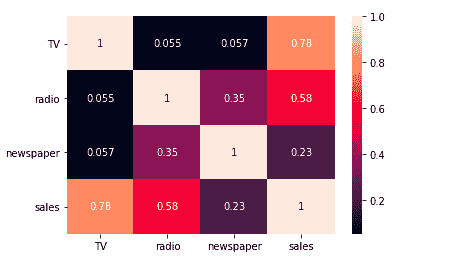 1.0
TV 1 0.055 0.057 0.78
0.8
radio 0.055 1 0.35 0.58
0.6
0.4
newspaper 0.057 0.35 1 0.23
sales 0.78 0.58 0.23 1
0.2
TV radio newspaper sales